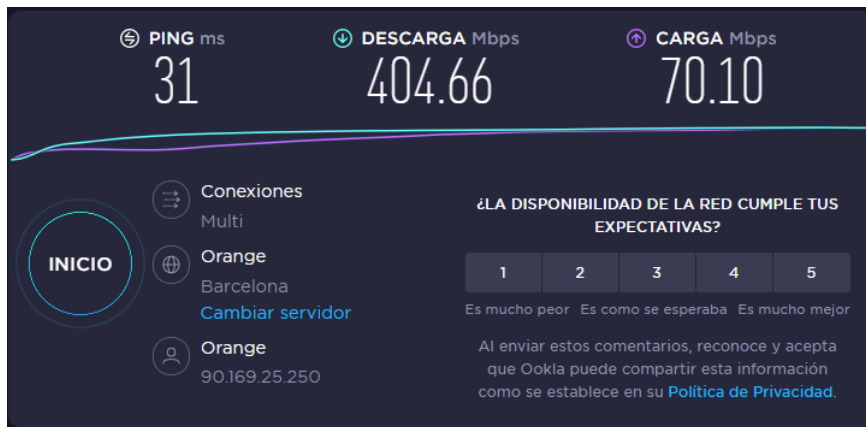 PING ms
31
DESCARGA Mbps
404.66
CARGA Mbps
70.10
INICIO
Conexiones
Multi
Orange
Barcelona
Cambiar servidor
Orange
90.169.25.250
¿LA DISPONIBILIDAD DE LA RED CUMPLE TUS
EXPECTATIVAS?
1 2 3 4 5
Es mucho peor Es como se esperaba Es mucho mejor
Al enviar estos comentarios, reconoce y acepta
que Ookla puede compartir esta información
como se establece en su Política de Privacidad.